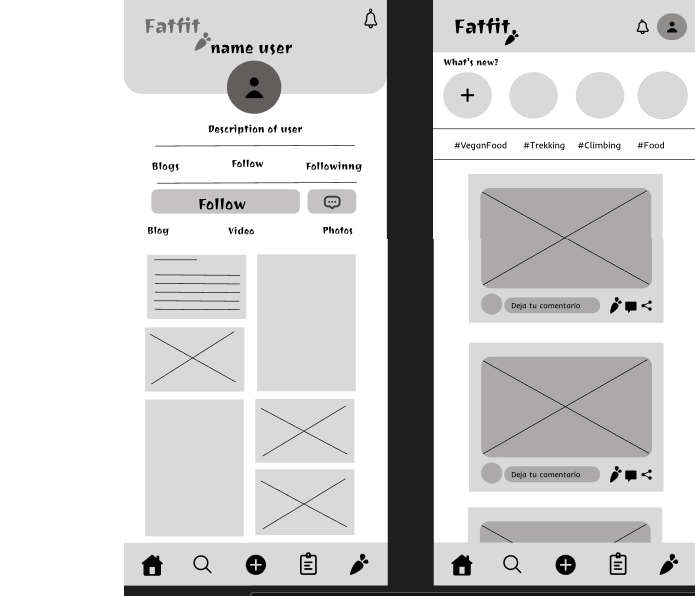 Fatfit
name user
Description of user
Blogs Follow Followinng
Follow
Blog Video Photos
Fatfit
What's new?
#VeganFood #Trekking #Climbing #Food
Deja tu comentario
Deja tu comentario